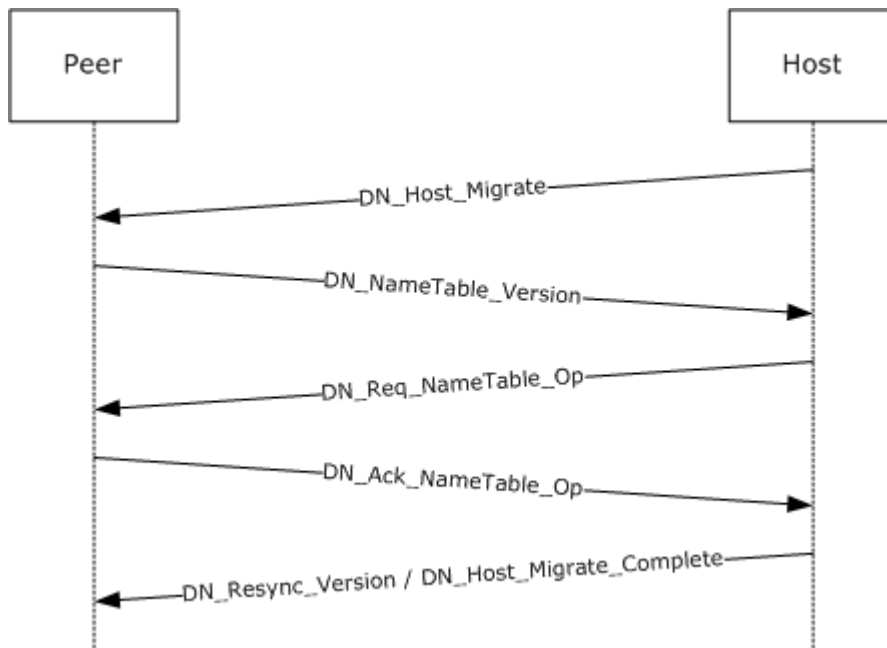 Peer
Host
DN_Host_Migrate
DN_NameTable_Version
DN_Req_NameTable_Op
DN_Ack_NameTable_Op
DN_Resync_Version / DN_Host_Migrate_Complete